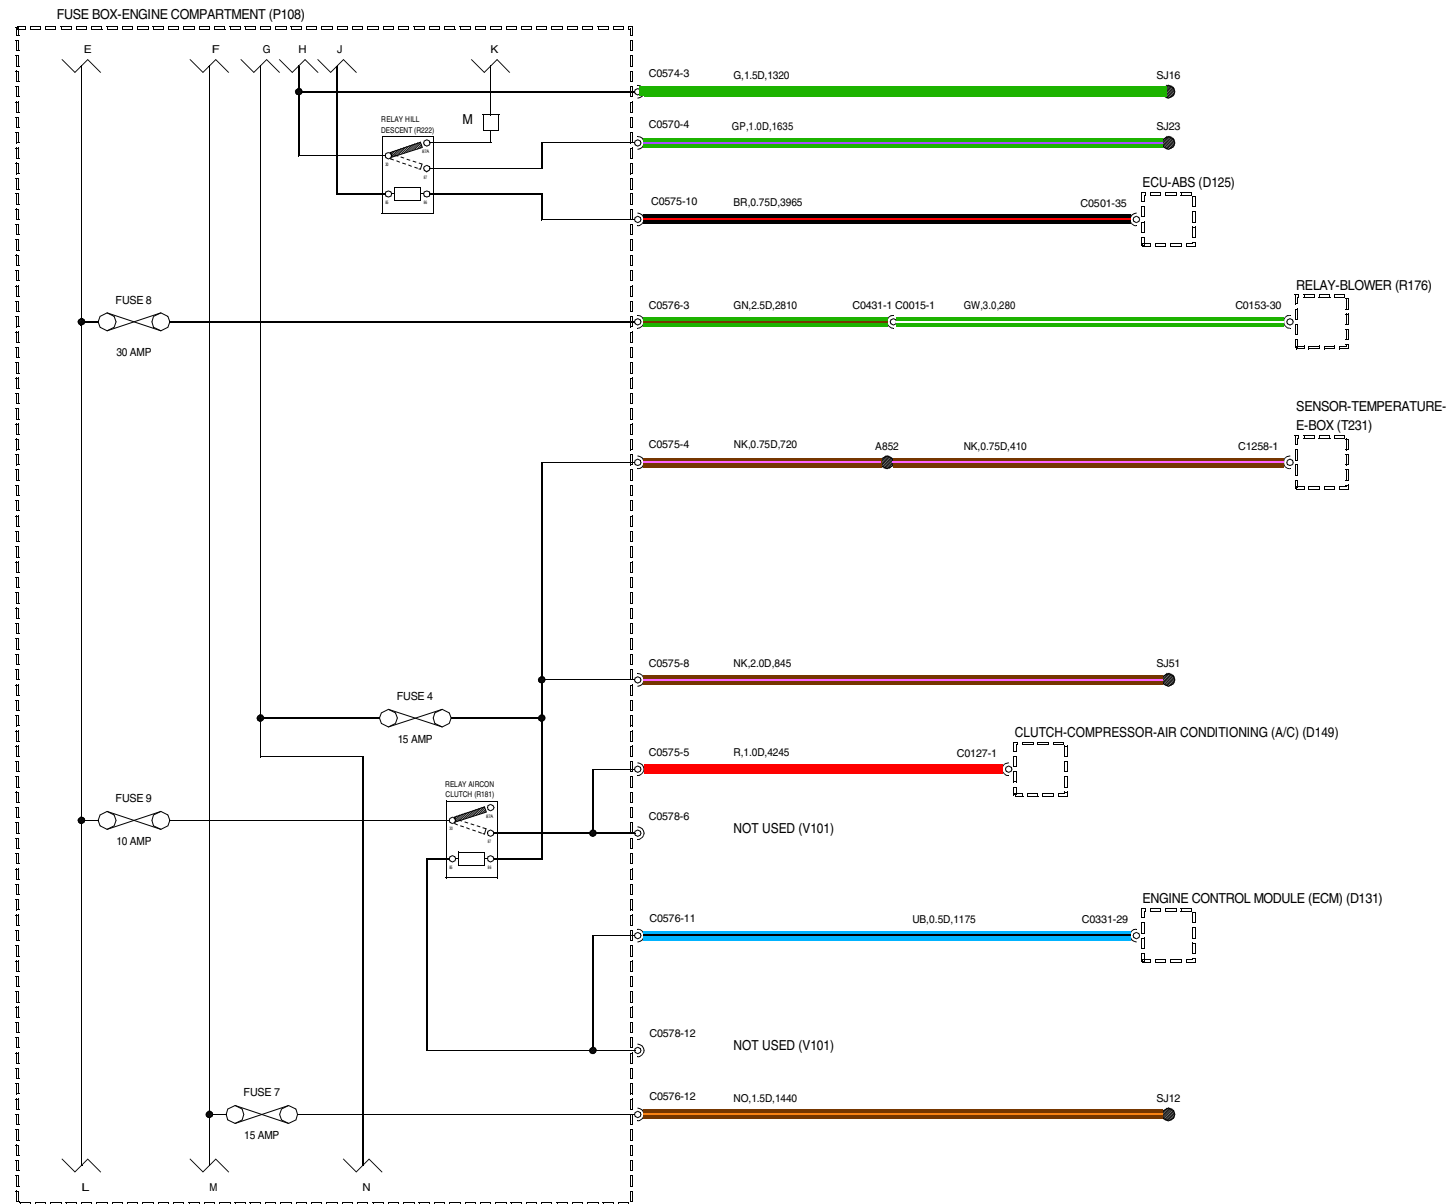 FUSE BOX-ENGINE COMPARTMENT (P108)
E
F
G
H
J
K
C0574-3
G,1.5D,1320
SJ16
RELAY HILL
DESCENT (R222)
M
C0570-4
GP,1.0D,1635
SJ23
87A
30
87
ECU-ABS (D125)
C0575-10
BR,0.75D,3965
C0501-35
RELAY-BLOWER (R176)
FUSE 8
30 AMP
C0576-3
GN,2.5D,2810
C0431-1
C0015-1
GW,3.0,280
C0153-30
SENSOR-TEMPERATURE-
E-BOX (T231)
C0575-4
NK,0.75D,720
A852
NK,0.75D,410
C1258-1
C0575-8
NK,2.0D,845
SJ51
FUSE 4
15 AMP
CLUTCH-COMPRESSOR-AIR CONDITIONING (A/C) (D149)
C0575-5
R,1.0D,4245
C0127-1
RELAY AIRCON
CLUTCH (R181)
87A
30
87
FUSE 9
10 AMP
C0578-6
NOT USED (V101)
ENGINE CONTROL MODULE (ECM) (D131)
C0576-11
UB,0.5D,1175
C0331-29
C0578-12
NOT USED (V101)
FUSE 7
15 AMP
C0576-12
NO,1.5D,1440
SJ12
L
M
N